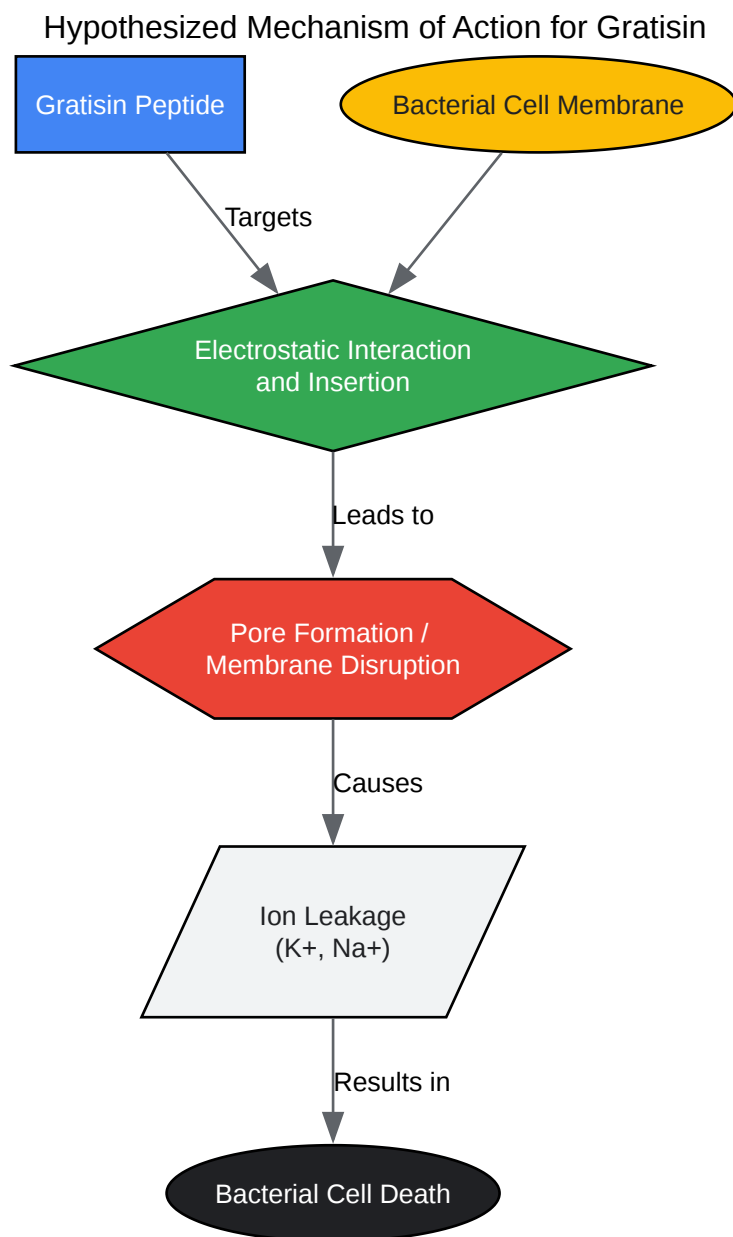 Hypothesized Mechanism of Action for Gratisin
Gratisin Peptide
Bacterial Cell Membrane
Targets
Electrostatic Interaction
and Insertion
Leads to
Pore Formation /
Membrane Disruption
Causes
Ion Leakage
(K+, Na+)
Results in
Bacterial Cell Death